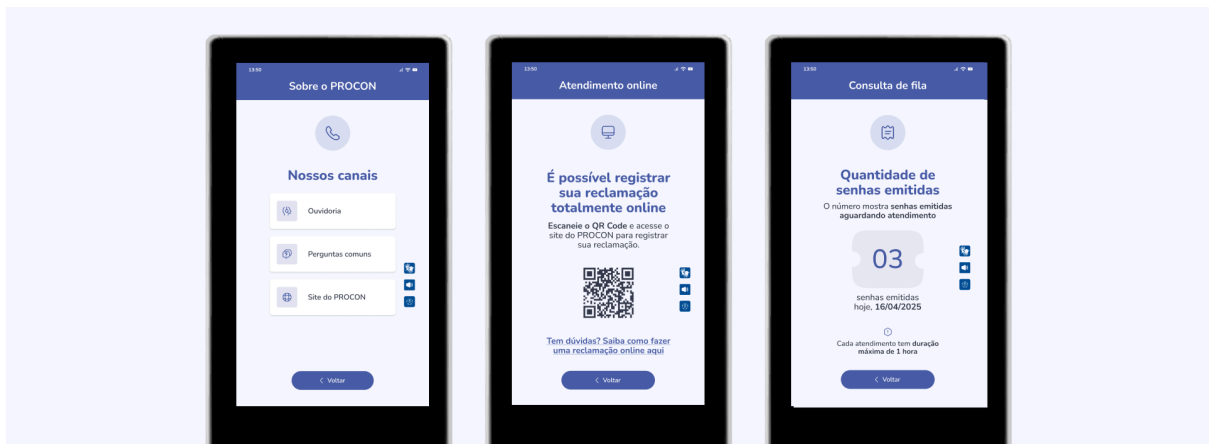 13:50
Sobre o PROCON
Nossos canais
Ouvidoria
Perguntas comuns
Site do PROCON
Voltar
13:50
Atendimento online
É possível registrar
sua reclamação
totalmente online
Escaneie o QR Code e acesse o
site do PROCON para registrar
sua reclamação.
Tem dúvidas? Saiba como fazer
uma reclamação online aqui
Voltar
13:50
Consulta de fila
Quantidade de
senhas emitidas
O número mostra senhas emitidas
aguardando atendimento
03
senhas emitidas
hoje, 16/04/2025
Cada atendimento tem duração
máxima de 1 hora
Voltar